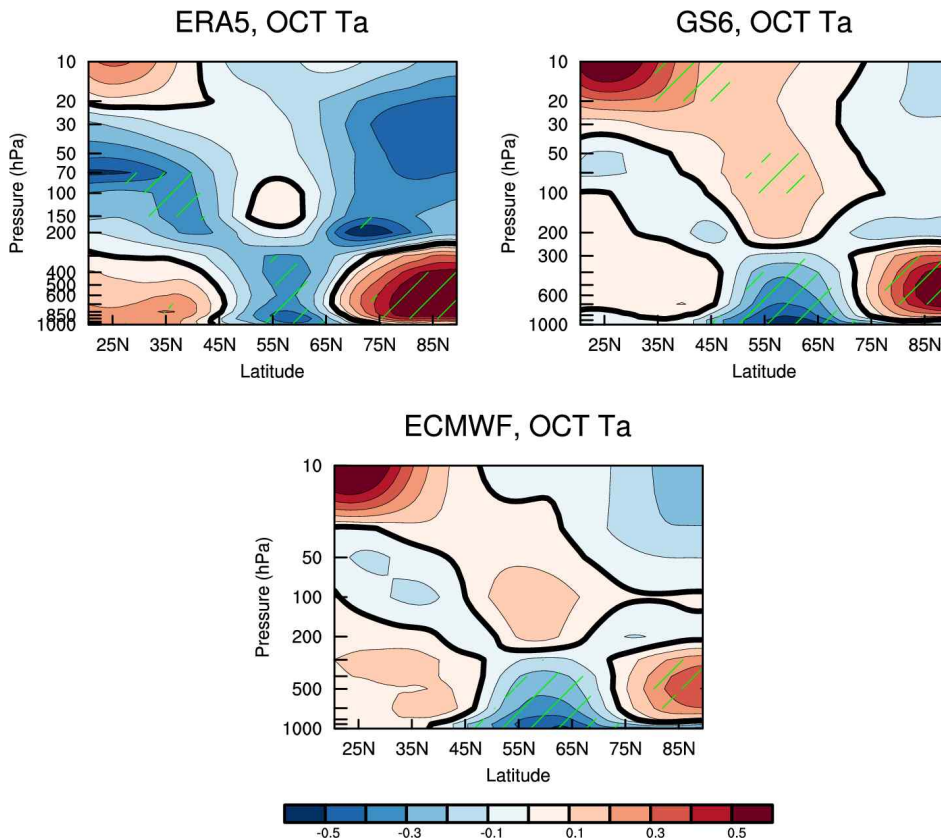 ERA5, OCT Ta
10
20
30
50
70
100
150
200
400
500
600
850
1000
Pressure (hPa)
25N 35N 45N 55N 65N 75N 85N
Latitude
GS6, OCT Ta
10
20
30
50
100
200
300
600
1000
Pressure (hPa)
25N 35N 45N 55N 65N 75N 85N
Latitude
ECMWF, OCT Ta
10
50
100
200
500
1000
Pressure (hPa)
25N 35N 45N 55N 65N 75N 85N
Latitude
-0.5 -0.3 -0.1 0.1 0.3 0.5